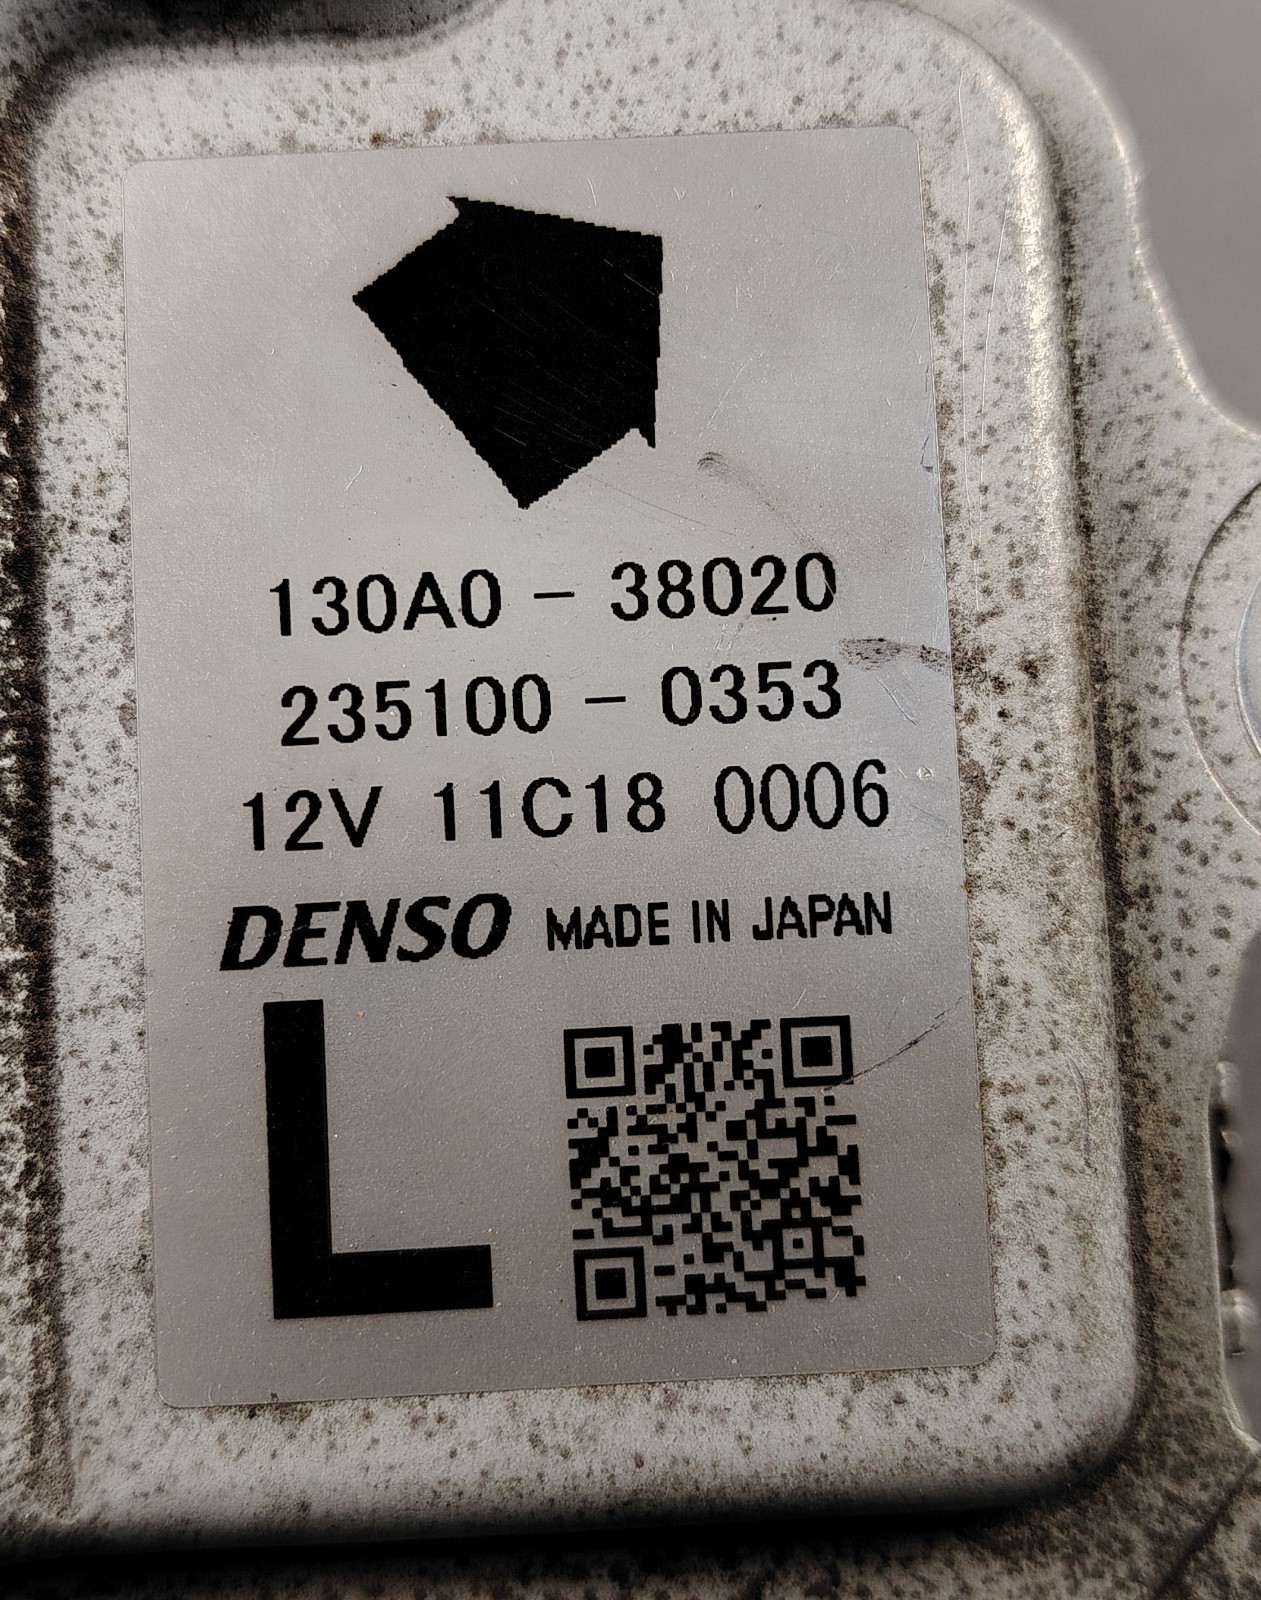 130A0 - 38020
235100 - 0353
12V 11C18 0006
DENSO MADE IN JAPAN
L